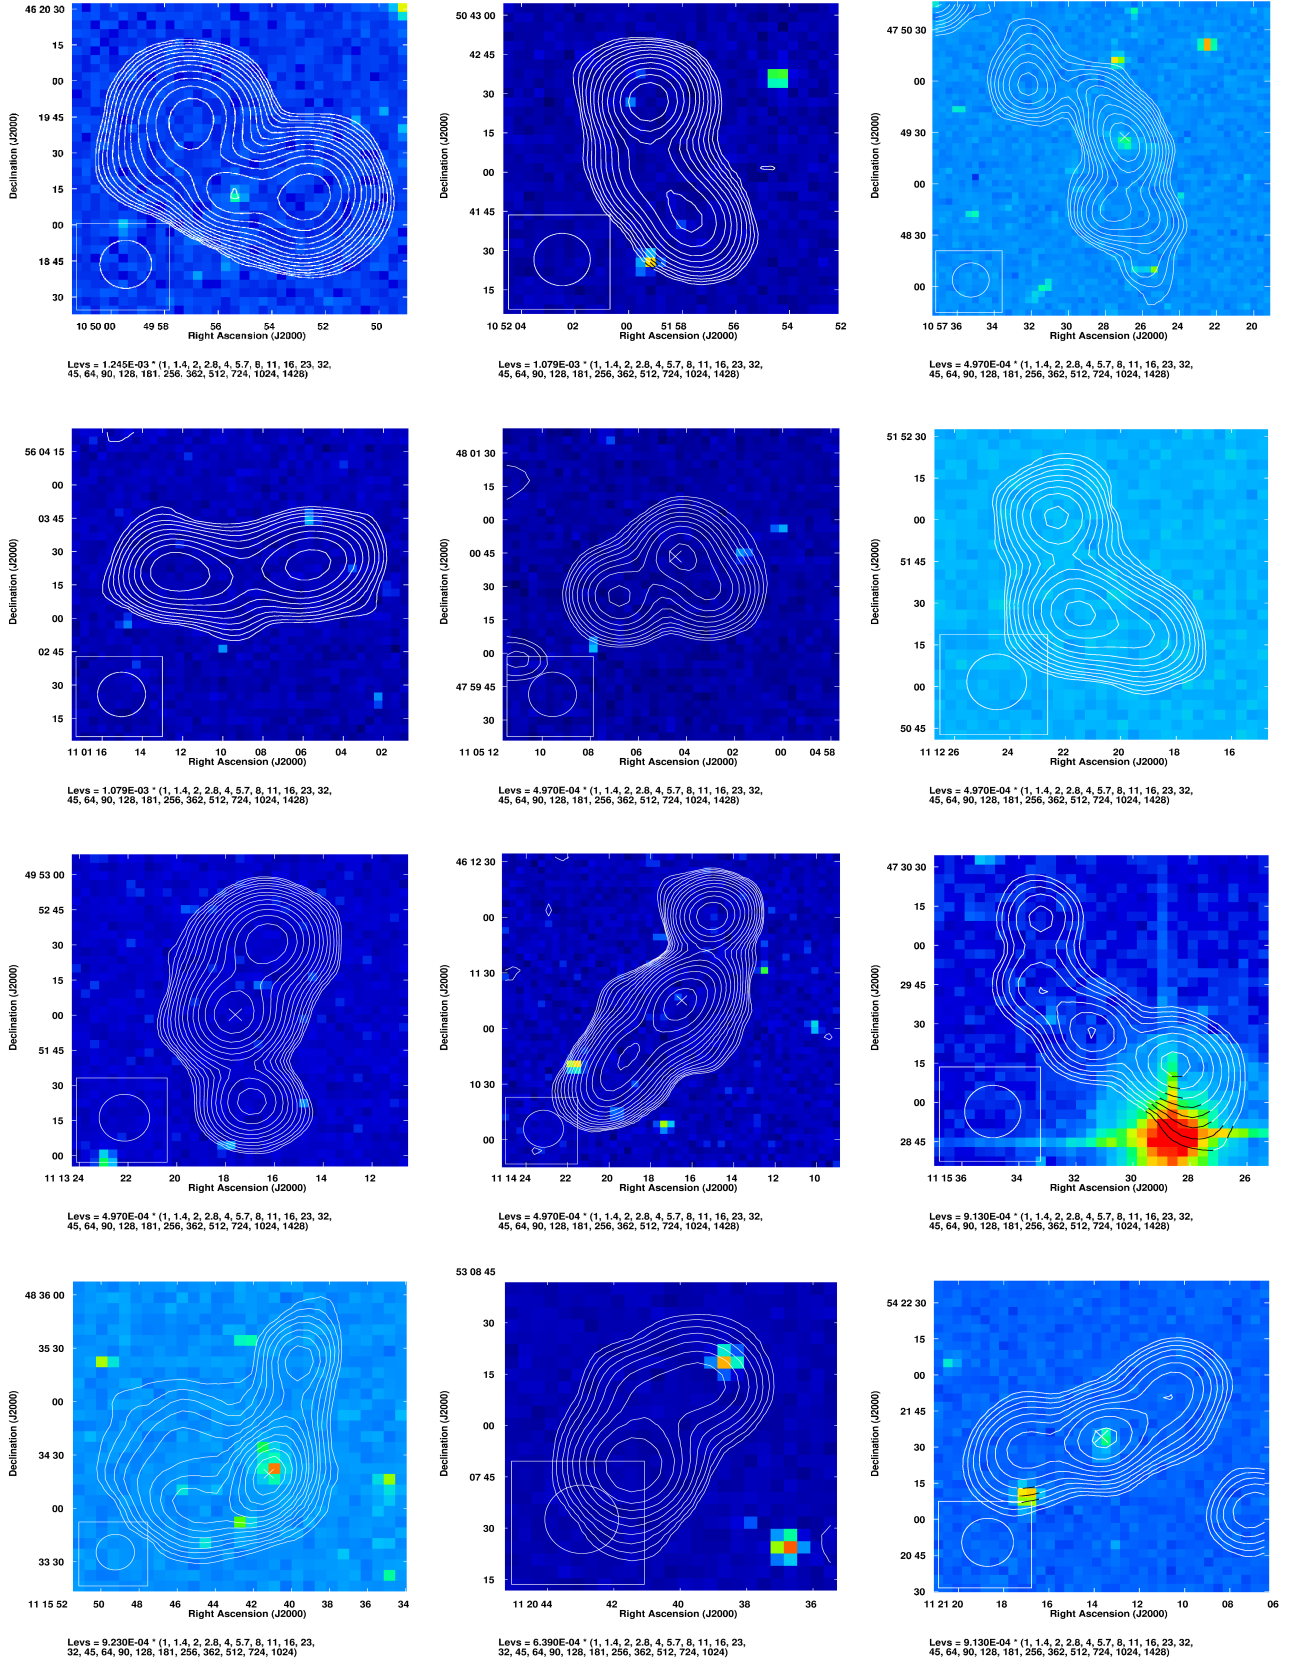 46 20 30
15
00
19 45
30
15
00
18 45
30
Declination (J2000)
10 50 00 49 58 56 54 52 50
Right Ascension (J2000)
Levs = 1.245E-03 * (1, 1.4, 2, 2.8, 4, 5.7, 8, 11, 16, 23, 32,
45, 64, 90, 128, 181, 256, 362, 512, 724, 1024, 1428)
50 43 00
42 45
30
15
00
41 45
30
15
Declination (J2000)
10 52 04 02 00 51 58 56 54 52
Right Ascension (J2000)
Levs = 1.079E-03 * (1, 1.4, 2, 2.8, 4, 5.7, 8, 11, 16, 23, 32,
45, 64, 90, 128, 181, 256, 362, 512, 724, 1024, 1428)
47 50 30
00
49 30
00
48 30
00
Declination (J2000)
10 57 36 34 32 30 28 26 24 22 20
Right Ascension (J2000)
Levs = 4.970E-04 * (1, 1.4, 2, 2.8, 4, 5.7, 8, 11, 16, 23, 32,
45, 64, 90, 128, 181, 256, 362, 512, 724, 1024, 1428)
56 04 15
00
03 45
30
15
00
02 45
30
15
Declination (J2000)
11 01 16 14 12 10 08 06 04 02
Right Ascension (J2000)
Levs = 1.079E-03 * (1, 1.4, 2, 2.8, 4, 5.7, 8, 11, 16, 23, 32,
45, 64, 90, 128, 181, 256, 362, 512, 724, 1024, 1428)
48 01 30
15
00
00 45
30
15
00
47 59 45
30
Declination (J2000)
11 05 12 10 08 06 04 02 00 04 58
Right Ascension (J2000)
Levs = 4.970E-04 * (1, 1.4, 2, 2.8, 4, 5.7, 8, 11, 16, 23, 32,
45, 64, 90, 128, 181, 256, 362, 512, 724, 1024, 1428)
51 52 30
15
00
51 45
30
15
00
50 45
Declination (J2000)
11 12 26 24 22 20 18 16
Right Ascension (J2000)
Levs = 4.970E-04 * (1, 1.4, 2, 2.8, 4, 5.7, 8, 11, 16, 23, 32,
45, 64, 90, 128, 181, 256, 362, 512, 724, 1024, 1428)
49 53 00
52 45
30
15
00
51 45
30
15
00
Declination (J2000)
11 13 24 22 20 18 16 14 12
Right Ascension (J2000)
Levs = 4.970E-04 * (1, 1.4, 2, 2.8, 4, 5.7, 8, 11, 16, 23, 32,
45, 64, 90, 128, 181, 256, 362, 512, 724, 1024, 1428)
46 12 30
00
11 30
00
10 30
00
Declination (J2000)
11 14 24 22 20 18 16 14 12 10
Right Ascension (J2000)
Levs = 4.970E-04 * (1, 1.4, 2, 2.8, 4, 5.7, 8, 11, 16, 23, 32,
45, 64, 90, 128, 181, 256, 362, 512, 724, 1024, 1428)
47 30 30
15
00
29 45
30
15
00
28 45
Declination (J2000)
11 15 36 34 32 30 28 26
Right Ascension (J2000)
Levs = 9.130E-04 * (1, 1.4, 2, 2.8, 4, 5.7, 8, 11, 16, 23, 32,
45, 64, 90, 128, 181, 256, 362, 512, 724, 1024, 1428)
48 36 00
35 30
00
34 30
00
33 30
Declination (J2000)
11 15 52 50 48 46 44 42 40 38 36 34
Right Ascension (J2000)
Levs = 9.230E-04 * (1, 1.4, 2, 2.8, 4, 5.7, 8, 11, 16, 23,
32, 45, 64, 90, 128, 181, 256, 362, 512, 724, 1024)
53 08 45
30
15
00
07 45
30
15
Declination (J2000)
11 20 44 42 40 38 36
Right Ascension (J2000)
Levs = 6.390E-04 * (1, 1.4, 2, 2.8, 4, 5.7, 8, 11, 16, 23,
32, 45, 64, 90, 128, 181, 256, 362, 512, 724, 1024)
54 22 30
15
00
21 45
30
15
00
20 45
30
Declination (J2000)
11 21 20 18 16 14 12 10 08 06
Right Ascension (J2000)
Levs = 9.130E-04 * (1, 1.4, 2, 2.8, 4, 5.7, 8, 11, 16, 23, 32,
45, 64, 90, 128, 181, 256, 362, 512, 724, 1024, 1428)